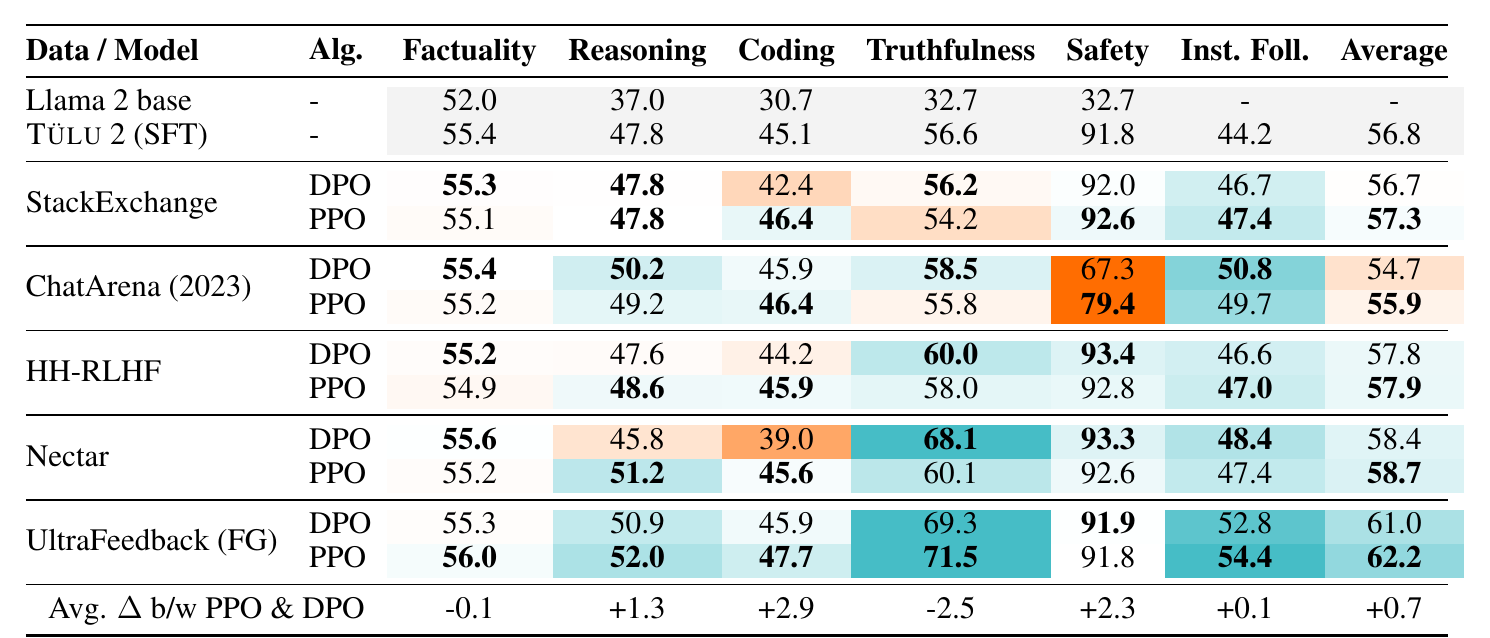 Data / Model Alg. Factuality Reasoning Coding Truthfulness Safety Inst. Foll. Average
Llama 2 base - 52.0 37.0 30.7 32.7 32.7 - -
TÜLU 2 (SFT) - 55.4 47.8 45.1 56.6 91.8 44.2 56.8
StackExchange
DPO 55.3 47.8 42.4 56.2 92.0 46.7 56.7
PPO 55.1 47.8 46.4 54.2 92.6 47.4 57.3
ChatArena (2023)
DPO 55.4 50.2 45.9 58.5 67.3 50.8 54.7
PPO 55.2 49.2 46.4 55.8 79.4 49.7 55.9
HH-RLHF
DPO 55.2 47.6 44.2 60.0 93.4 46.6 57.8
PPO 54.9 48.6 45.9 58.0 92.8 47.0 57.9
Nectar
DPO 55.6 45.8 39.0 68.1 93.3 48.4 58.4
PPO 55.2 51.2 45.6 60.1 92.6 47.4 58.7
UltraFeedback (FG)
DPO 55.3 50.9 45.9 69.3 91.9 52.8 61.0
PPO 56.0 52.0 47.7 71.5 91.8 54.4 62.2
Avg. Δ b/w PPO & DPO -0.1 +1.3 +2.9 -2.5 +2.3 +0.1 +0.7